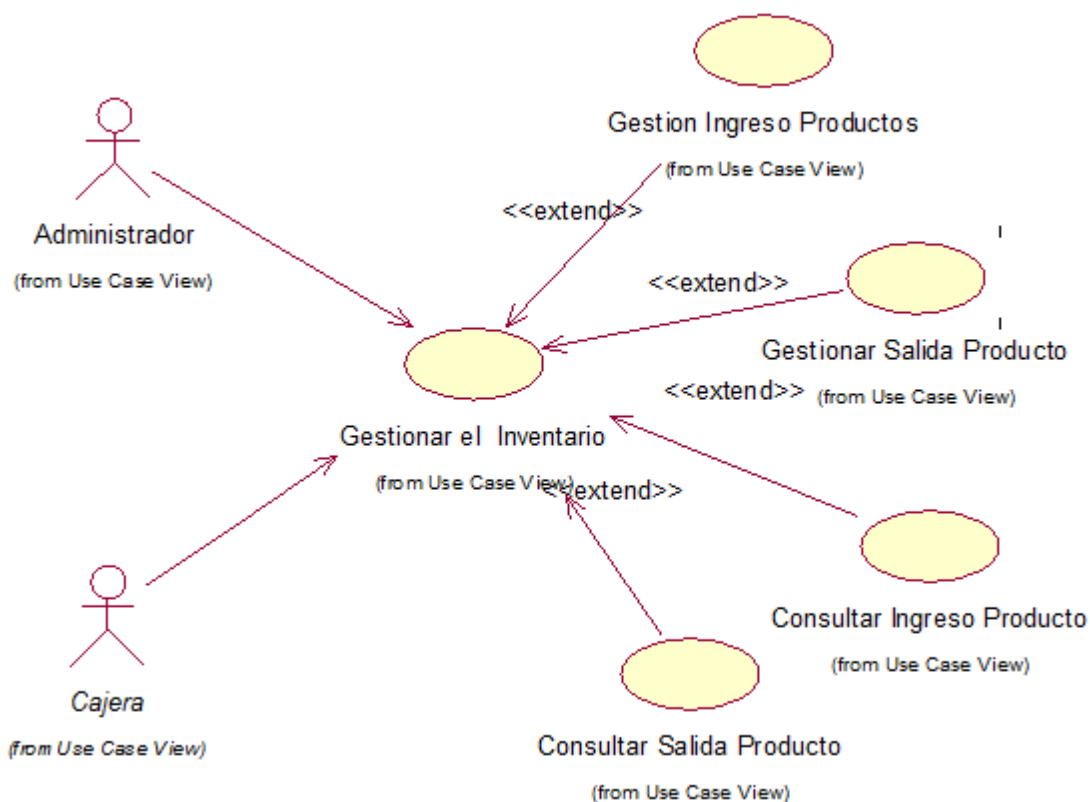 Gestion Ingreso Productos
(from Use Case View)
<<extend>>
Administrador
(from Use Case View)
<<extend>>
Gestionar Salida Producto
(from Use Case View)
<<extend>>
Gestionar el  Inventario
(from Use Case View)
<<extend>>
Consultar Ingreso Producto
(from Use Case View)
Cajera
(from Use Case View)
Consultar Salida Producto
(from Use Case View)